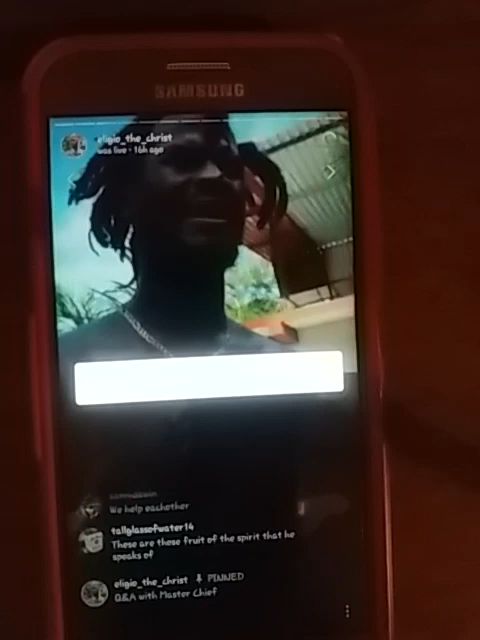 SAMSUNG
eligio_the_christ
was live • 16h ago
We help eachother
tallglassofwater14
These are those fruit of the spirit that he
speaks of
eligio_the_christ PINNED
Q&A with Master Chief